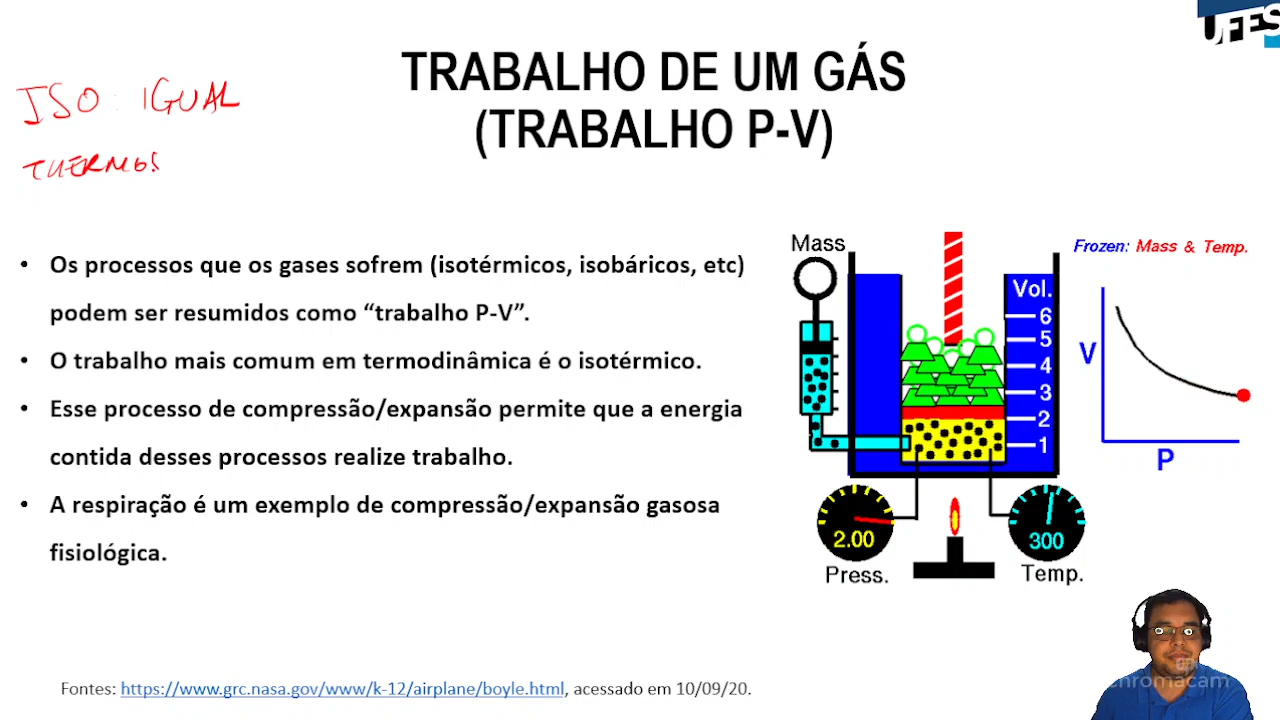 UFES
TRABALHO DE UM GÁS
(TRABALHO P-V)
ISO: IGUAL
THERMOS
• Os processos que os gases sofrem (isotérmicos, isobáricos, etc)
podem ser resumidos como “trabalho P-V”.
• O trabalho mais comum em termodinâmica é o isotérmico.
• Esse processo de compressão/expansão permite que a energia
contida desses processos realize trabalho.
• A respiração é um exemplo de compressão/expansão gasosa
fisiológica.
Mass
Vol.
6
5
4
3
2
1
2.00
Press.
300
Temp.
Frozen: Mass & Temp.
V
P
Fontes: https://www.grc.nasa.gov/www/k-12/airplane/boyle.html, acessado em 10/09/20.
chromacam